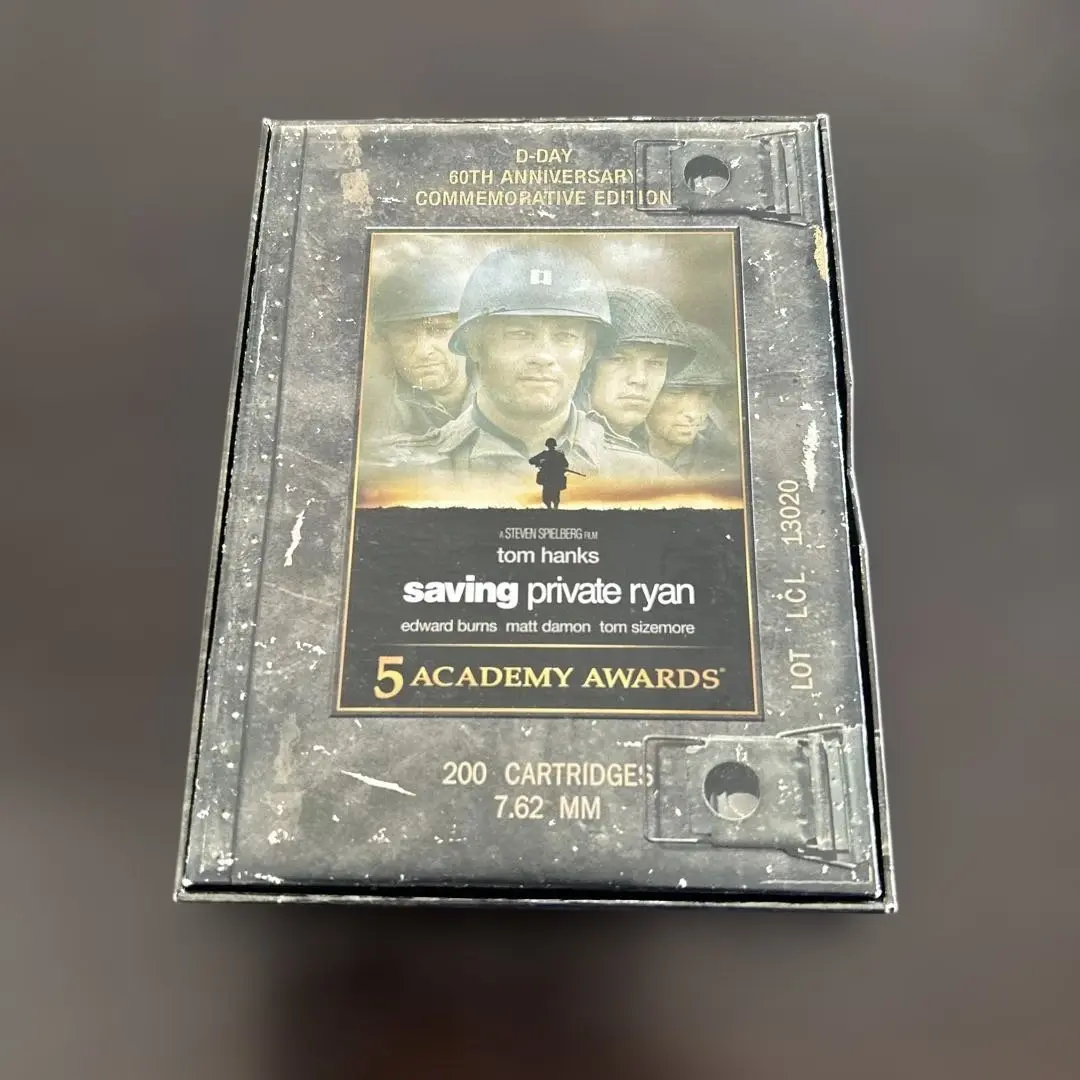 D-DAY
60TH ANNIVERSARY
COMMEMORATIVE EDITION
A STEVEN SPIELBERG FILM
tom hanks
saving private ryan
edward burns matt damon tom sizemore
5 ACADEMY AWARDS®
LOT LCL 13020
200 CARTRIDGES
7.62 MM